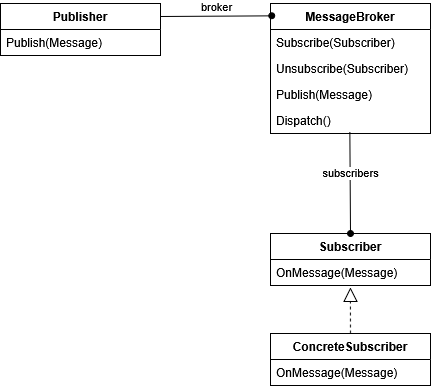 Publisher
Publish(Message)
broker
MessageBroker
Subscribe(Subscriber)
Unsubscribe(Subscriber)
Publish(Message)
Dispatch()
subscribers
Subscriber
OnMessage(Message)
ConcreteSubscriber
OnMessage(Message)